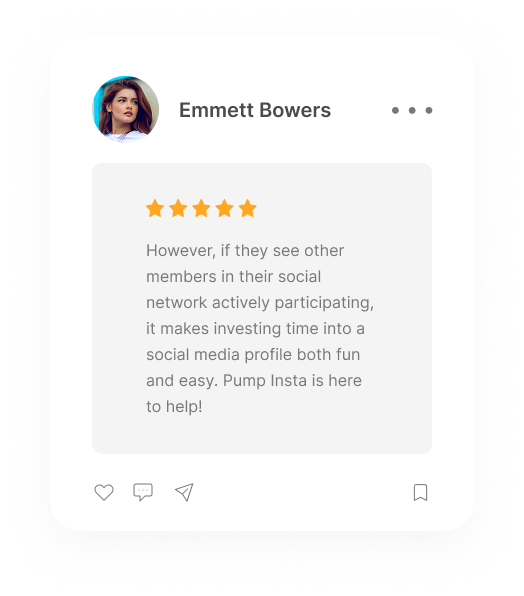 Emmett Bowers
However, if they see other
members in their social
network actively participating,
it makes investing time into a
social media profile both fun
and easy. Pump Insta is here
to help!